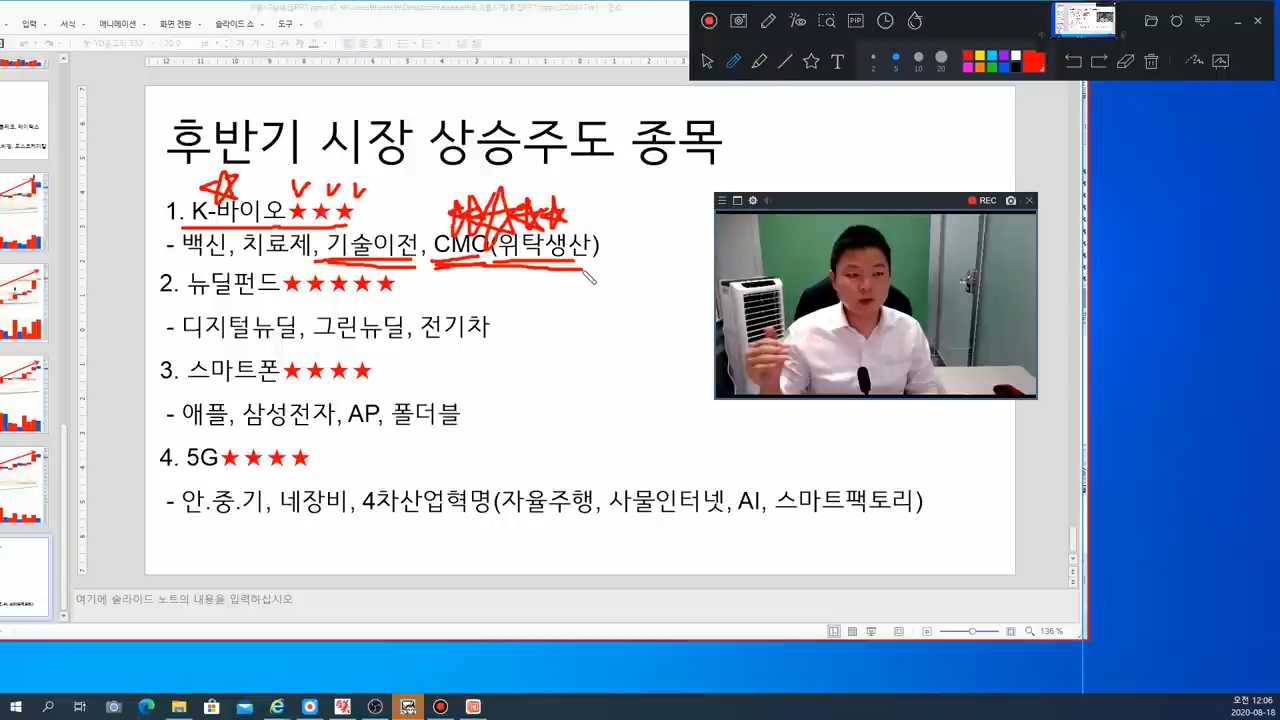 입력
애니메이션
화면 전환
서식
도구
PIP
2 5 10 20
REC
후반기 시장 상승주도 종목
1. K-바이오★★★
- 백신, 치료제, 기술이전, CMO(위탁생산)
2. 뉴딜펀드★★★★★
- 디지털뉴딜, 그린뉴딜, 전기차
3. 스마트폰★★★★
- 애플, 삼성전자, AP, 폴더블
4. 5G★★★★
- 안.중.기, 네장비, 4차산업혁명(자율주행, 사물인터넷, AI, 스마트팩토리)
여기에 슬라이드 노트의 내용을 입력하십시오
136 %
오전 12:06
2020-08-18